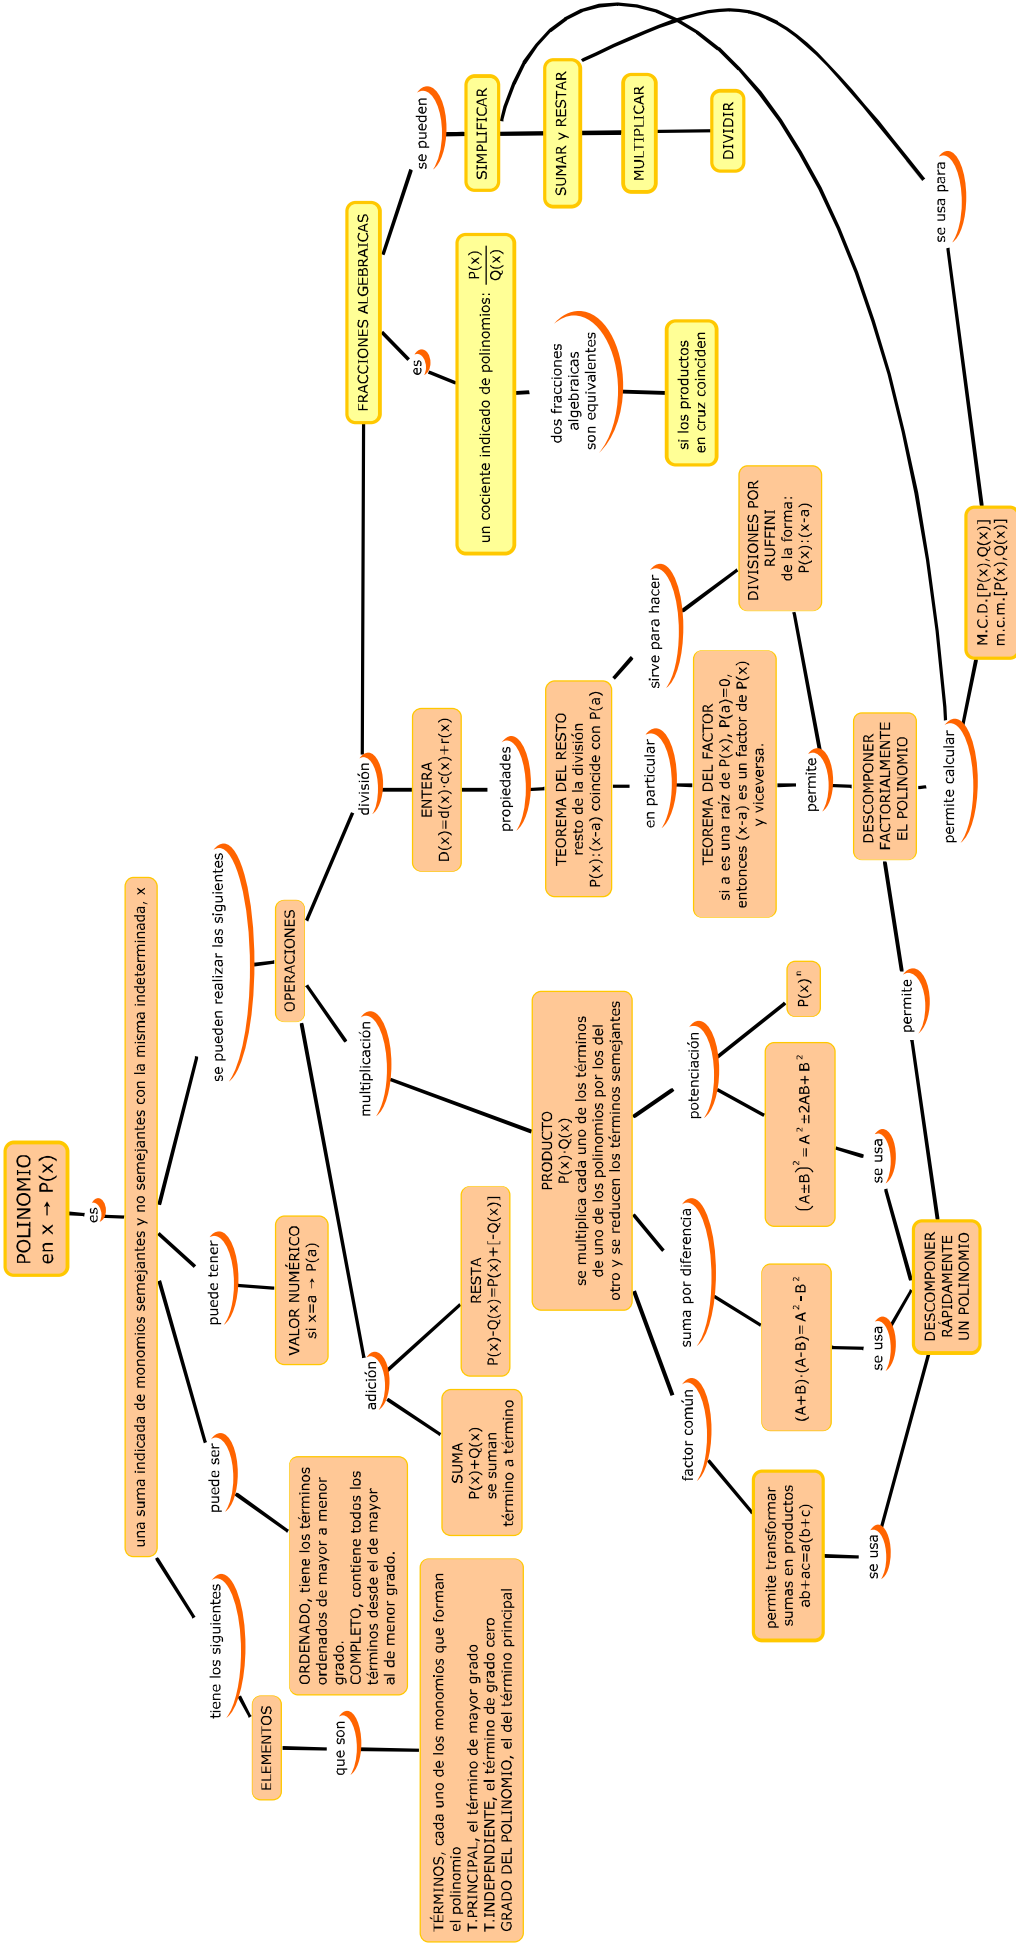 POLINOMIO
en x → P(x)
es
una suma indicada de monomios semejantes y no semejantes con la misma indeterminada, x
tiene los siguientes
ELEMENTOS
que son
TÉRMINOS, cada uno de los monomios que forman
el polinomio
T.PRINCIPAL, el término de mayor grado
T.INDEPENDIENTE, el término de grado cero
GRADO DEL POLINOMIO, el del término principal
puede ser
ORDENADO, tiene los términos
ordenados de mayor a menor
grado.
COMPLETO, contiene todos los
términos desde el de mayor
al de menor grado.
puede tener
VALOR NUMÉRICO
si x=a → P(a)
se pueden realizar las siguientes
OPERACIONES
adición
SUMA
P(x)+Q(x)
se suman
término a término
RESTA
P(x)-Q(x)=P(x)+[-Q(x)]
multiplicación
PRODUCTO
P(x)·Q(x)
se multiplica cada uno de los términos
de uno de los polinomios por los del
otro y se reducen los términos semejantes
factor común
permite transformar
sumas en productos
ab+ac=a(b+c)
se usa
suma por diferencia
(A+B)·(A-B)=A²-B²
se usa
potenciación
(A±B)²=A²±2AB+B²
P(x)ⁿ
se usa
DESCOMPONER
RÁPIDAMENTE
UN POLINOMIO
permite
división
ENTERA
D(x)=d(x)·c(x)+r(x)
propiedades
TEOREMA DEL RESTO
resto de la división
P(x):(x-a) coincide con P(a)
en particular
TEOREMA DEL FACTOR
si a es una raíz de P(x), P(a)=0,
entonces (x-a) es un factor de P(x)
y viceversa.
sirve para hacer
DIVISIONES POR
RUFFINI
de la forma:
P(x):(x-a)
permite
DESCOMPONER
FACTORIALMENTE
EL POLINOMIO
permite calcular
M.C.D.[P(x),Q(x)]
m.c.m.[P(x),Q(x)]
se usa para
FRACCIONES ALGEBRAICAS
es
un cociente indicado de polinomios: P(x)
Q(x)
dos fracciones
algebraicas
son equivalentes
si los productos
en cruz coinciden
se pueden
SIMPLIFICAR
SUMAR y RESTAR
MULTIPLICAR
DIVIDIR